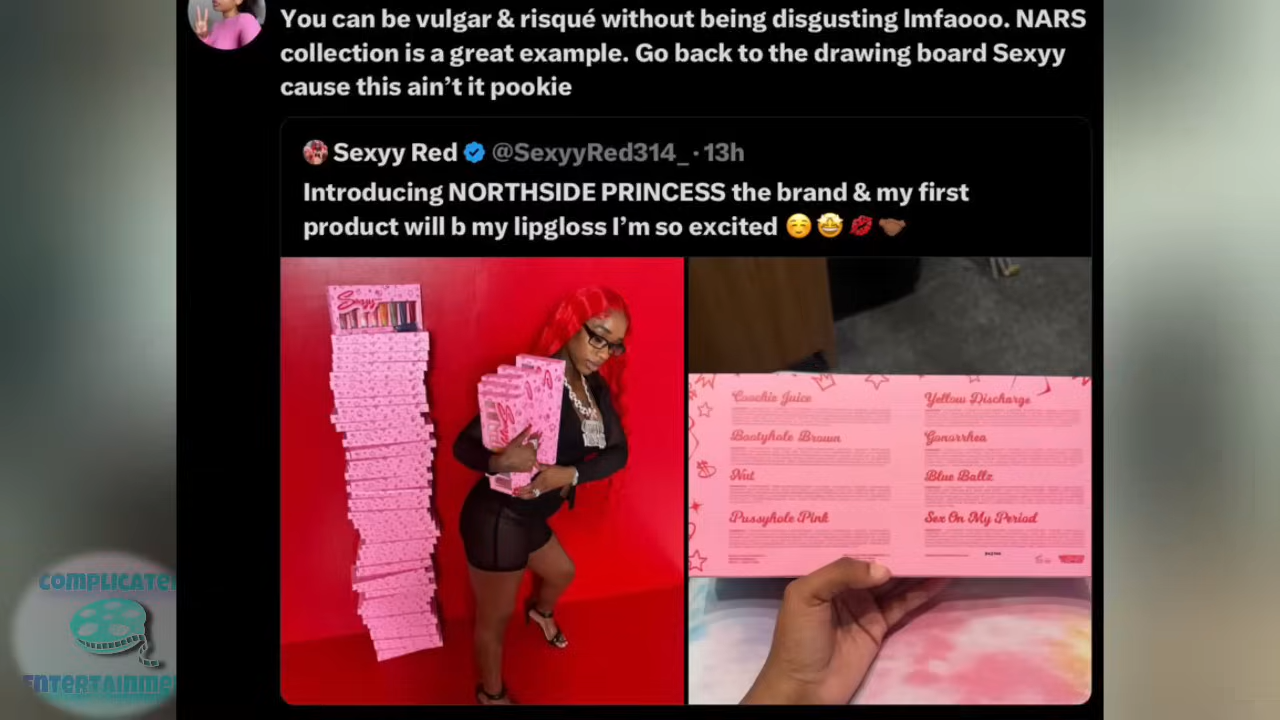 You can be vulgar & risqué without being disgusting lmfaooo. NARS
collection is a great example. Go back to the drawing board Sexyy
cause this ain't it pookie
Sexyy Red @SexyyRed314_ · 13h
Introducing NORTHSIDE PRINCESS the brand & my first
product will b my lipgloss I'm so excited ☺️🤩💋🤝🏾
Sexyy
Sexyy
Coochie Juice
Bootyhole Brown
Nut
Pussyhole Pink
Yellow Discharge
Gonorrhea
Blue Ballz
Sex On My Period
COMPLICATE
ENTERTAINME